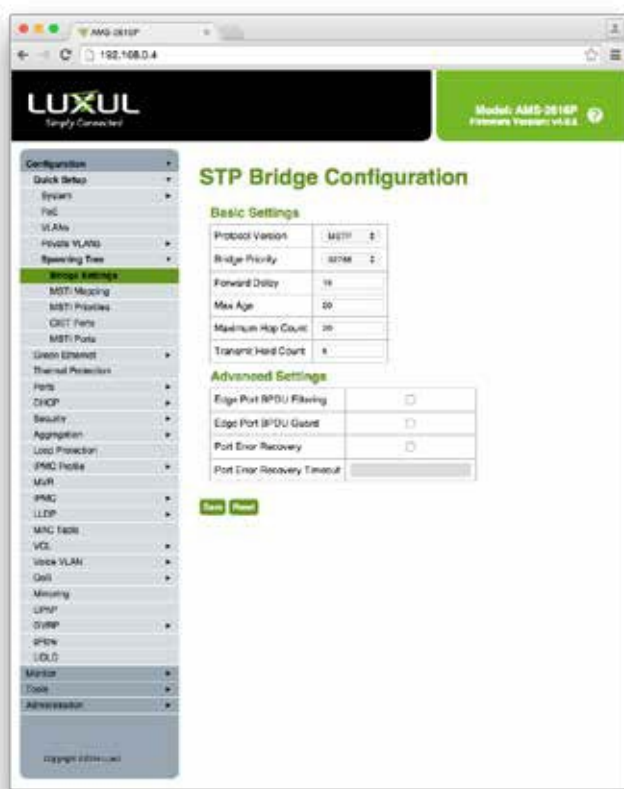 AMS-2616P
192.168.0.4
LUXUL
Simply Connected
Model: AMS-2616P
Firmware Version:
Configuration
Quick Setup
System
PoE
VLANs
Private VLANs
Spanning Tree
Bridge Settings
MSTI Mapping
MSTI Priorities
CIST Ports
MSTI Ports
Green Ethernet
Thermal Protection
Ports
DHCP
Security
Aggregation
Loop Protection
IPMC Profile
MVR
IPMC
LLDP
MAC Table
VCL
Voice VLAN
QoS
Mirroring
UPnP
GVRP
sFlow
UDLD
Monitor
Tools
Administration
STP Bridge Configuration
Basic Settings
Protocol Version MSTP
Bridge Priority 32768
Forward Delay 15
Max Age 20
Maximum Hop Count 20
Transmit Hold Count 6
Advanced Settings
Edge Port BPDU Filtering
Edge Port BPDU Guard
Port Error Recovery
Port Error Recovery Timeout
Save Reset
Copyright